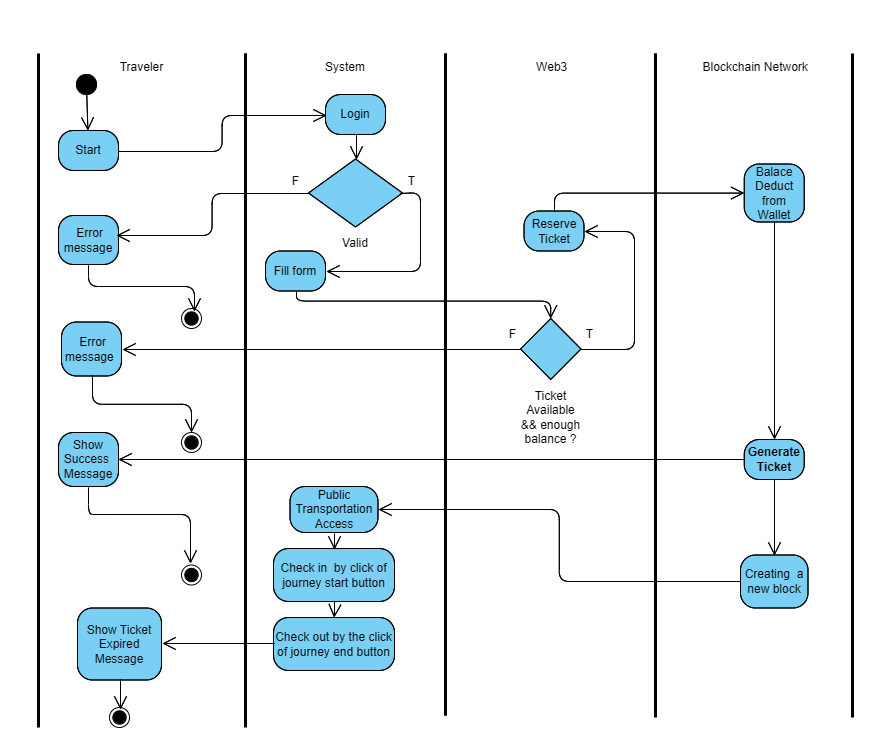 Traveler
System
Web3
Blockchain Network
Login
Start
F
T
Balace
Deduct
from
Wallet
Error
message
Valid
Reserve
Ticket
Fill form
Error
message
F
T
Ticket
Available
&& enough
balance ?
Show
Success
Message
Generate
Ticket
Public
Transportation
Access
Check in by click of
journey start button
Creating a
new block
Show Ticket
Expired
Message
Check out by the click
of journey end button